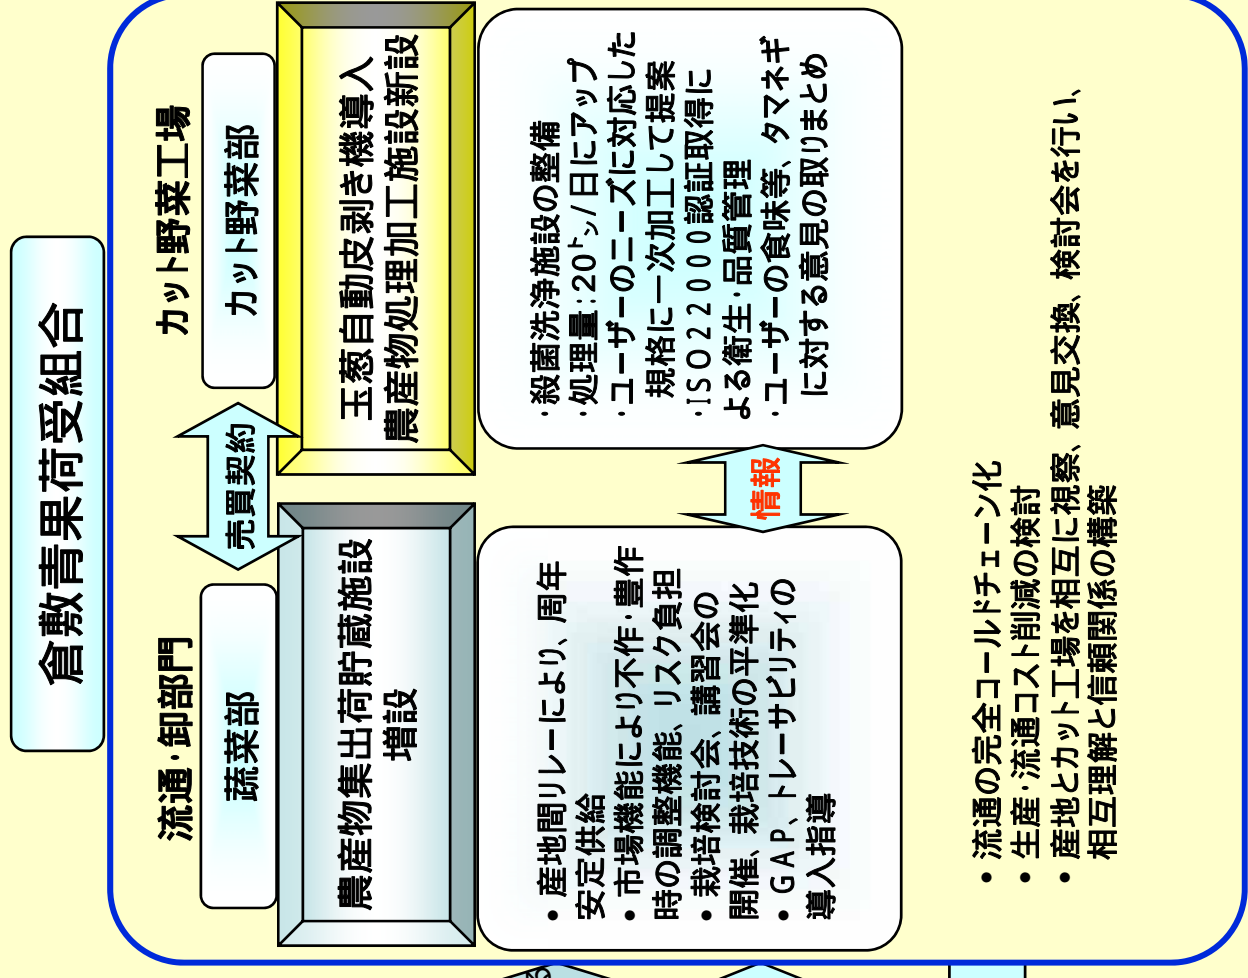 倉敷青果荷受組合
流通・卸部門
蔬菜部
売買契約
カット野菜工場
カット野菜部
農産物集出荷貯蔵施設
増設
玉葱自動皮剥き機導入
農産物処理加工施設新設
• 産地間リレーにより、周年
安定供給
• 市場機能により不作・豊作
時の調整機能、リスク負担
• 栽培検討会、講習会の
開催、栽培技術の平準化
• GAP、トレーサビリティの
導入指導
情報
・殺菌洗浄施設の整備
・処理量:20㌧/日にアップ
・ユーザーのニーズに対応した
規格に一次加工して提案
・ISO22000認証取得に
よる衛生・品質管理
・ユーザーの食味等、タマネギ
に対する意見の取りまとめ
• 流通の完全コールドチェーン化
• 生産・流通コスト削減の検討
• 産地とカット工場を相互に視察、意見交換、検討会を行い、
相互理解と信頼関係の構築